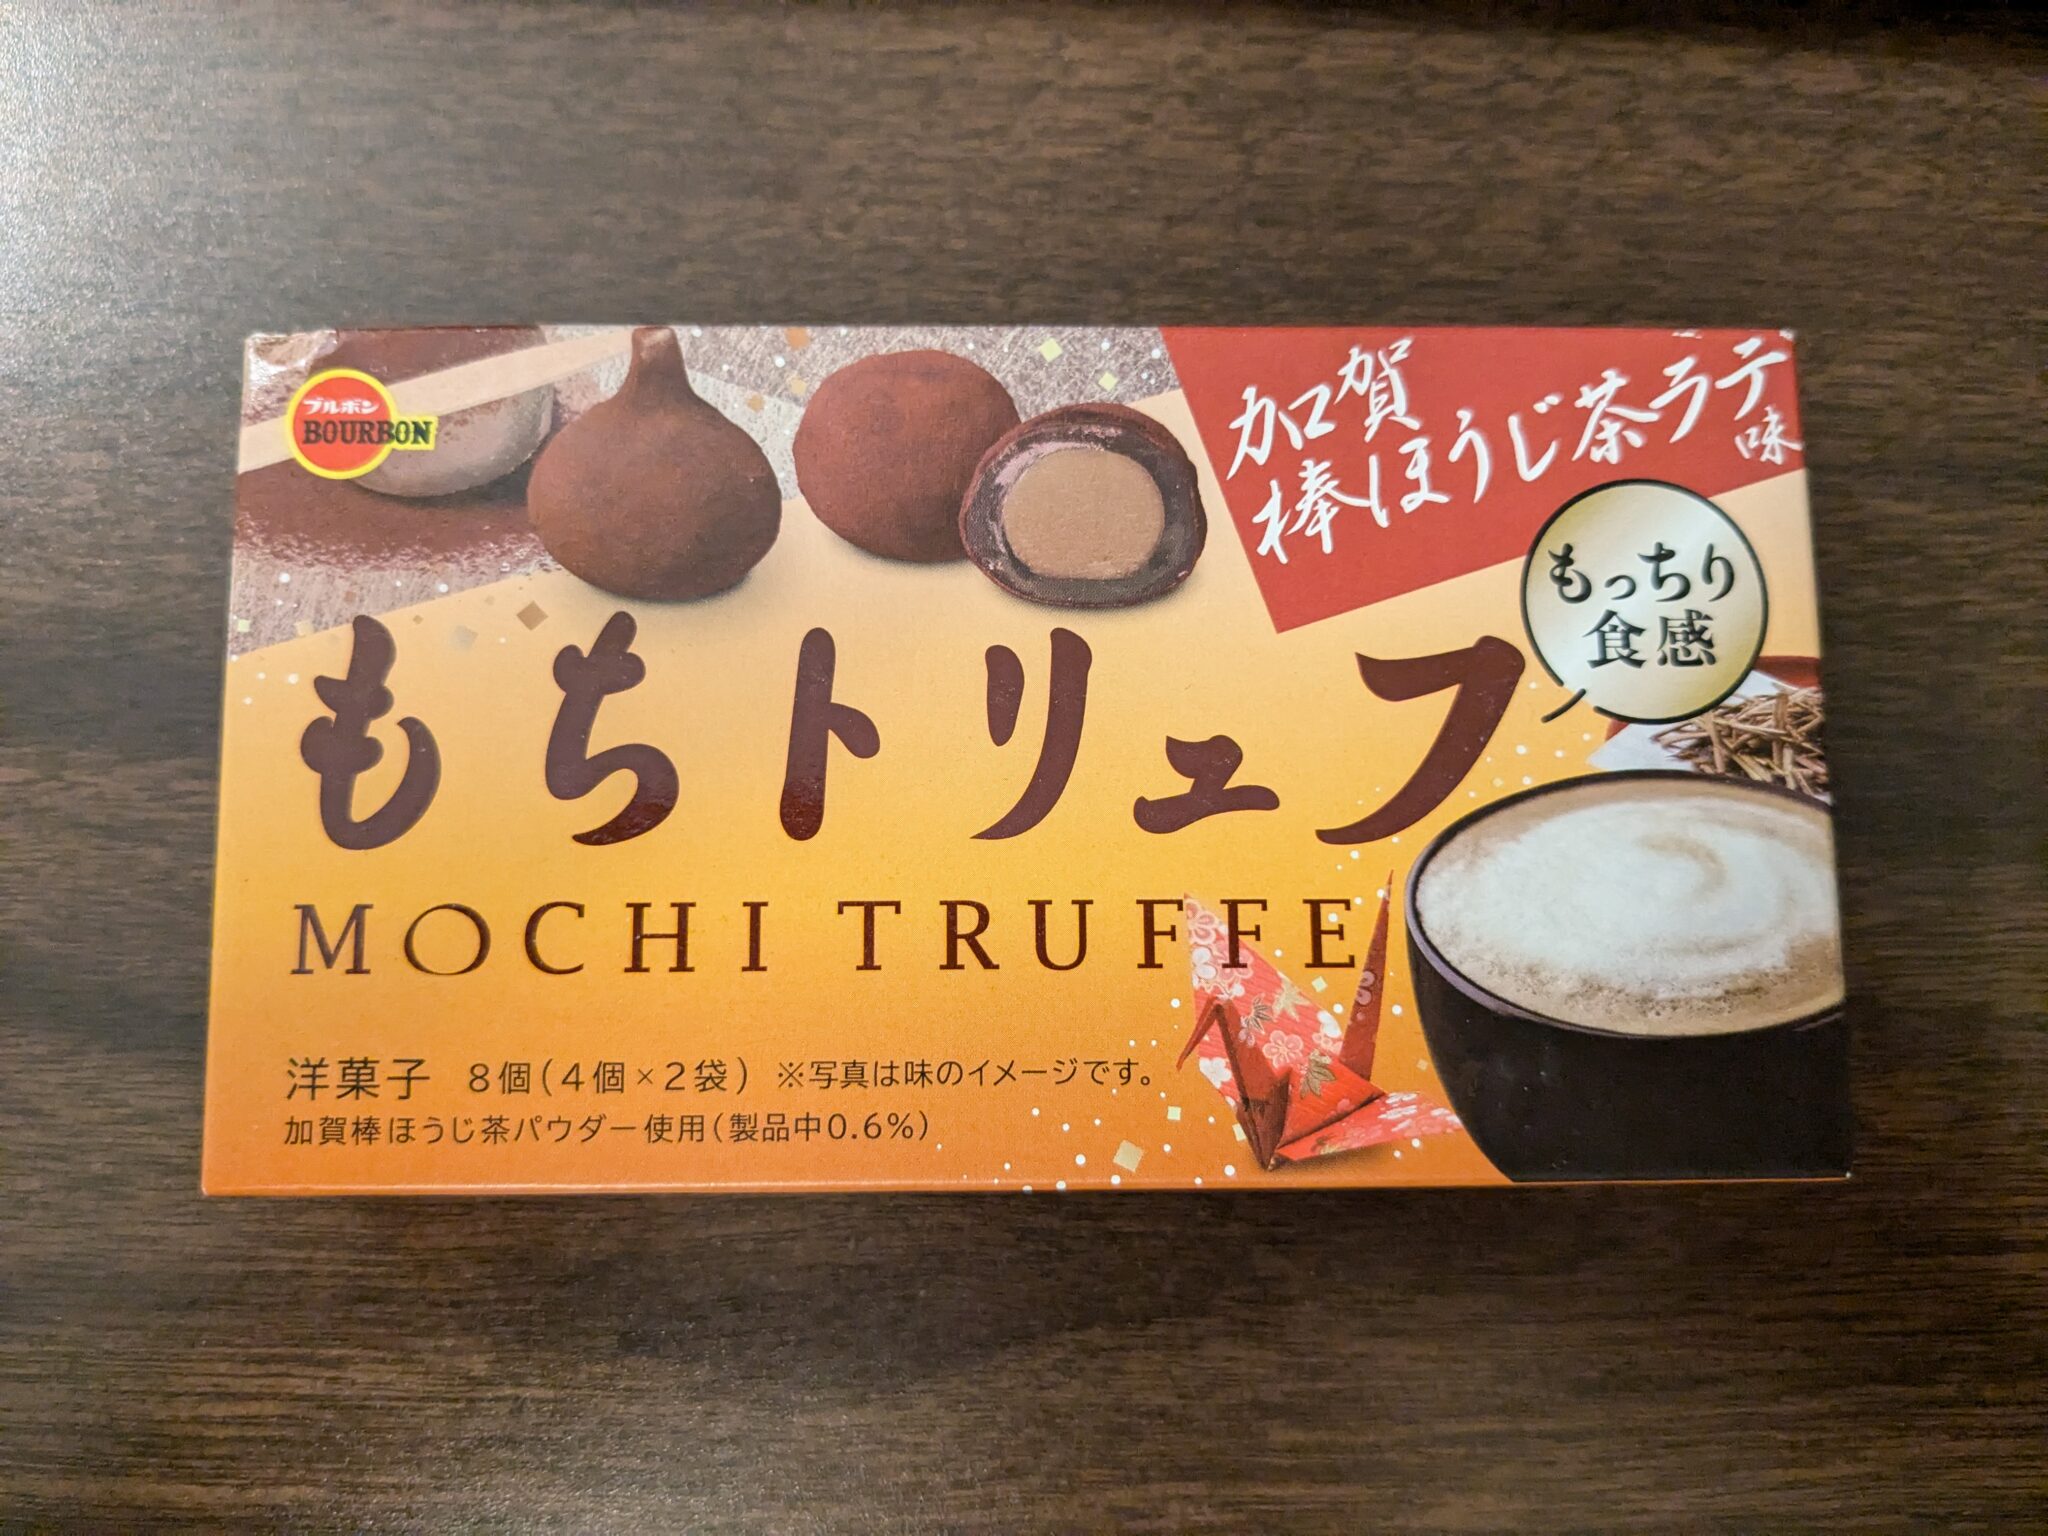 ブルボン
BOURBON
加賀
棒ほうじ茶ラテ味
もっちり
食感
もちトリュフ
MOCHI TRUFFE
洋菓子 8個(4個×2袋) ※写真は味のイメージです。
加賀棒ほうじ茶パウダー使用(製品中0.6%)